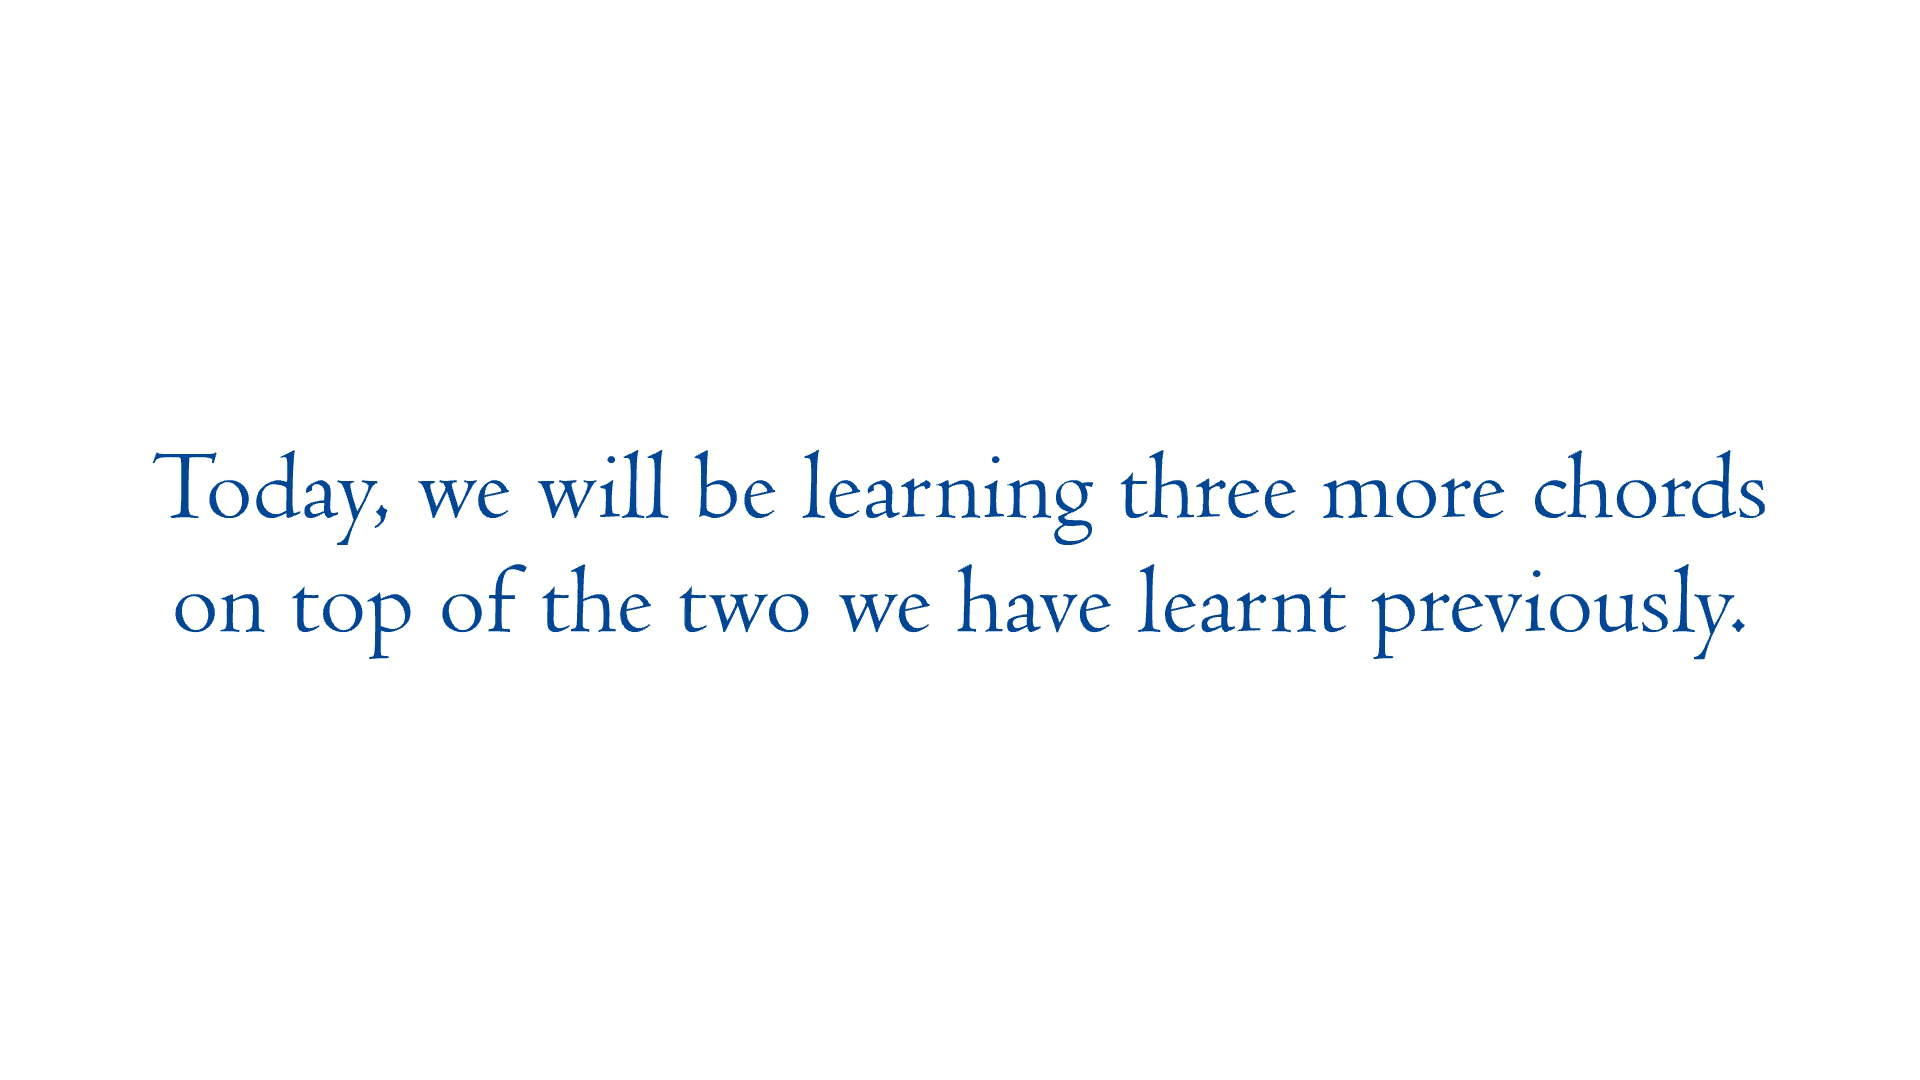 Today, we will be learning three more chords
on top of the two we have learnt previously.